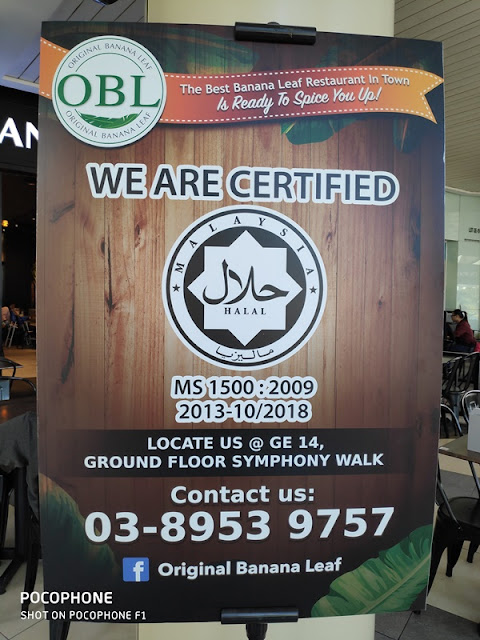 ORIGINAL BANANA LEAF
OBL
ORIGINAL BANANA LEAF
The Best Banana Leaf Restaurant In Town
Is Ready To Spice You Up!
AN
WE ARE CERTIFIED
MALAYSIA
حلال
HALAL
ماليزيا
MS 1500 : 2009
2013-10/2018
LOCATE US @ GE 14,
GROUND FLOOR SYMPHONY WALK
Contact us:
03-8953 9757
f Original Banana Leaf
POCOPHONE
SHOT ON POCOPHONE F1